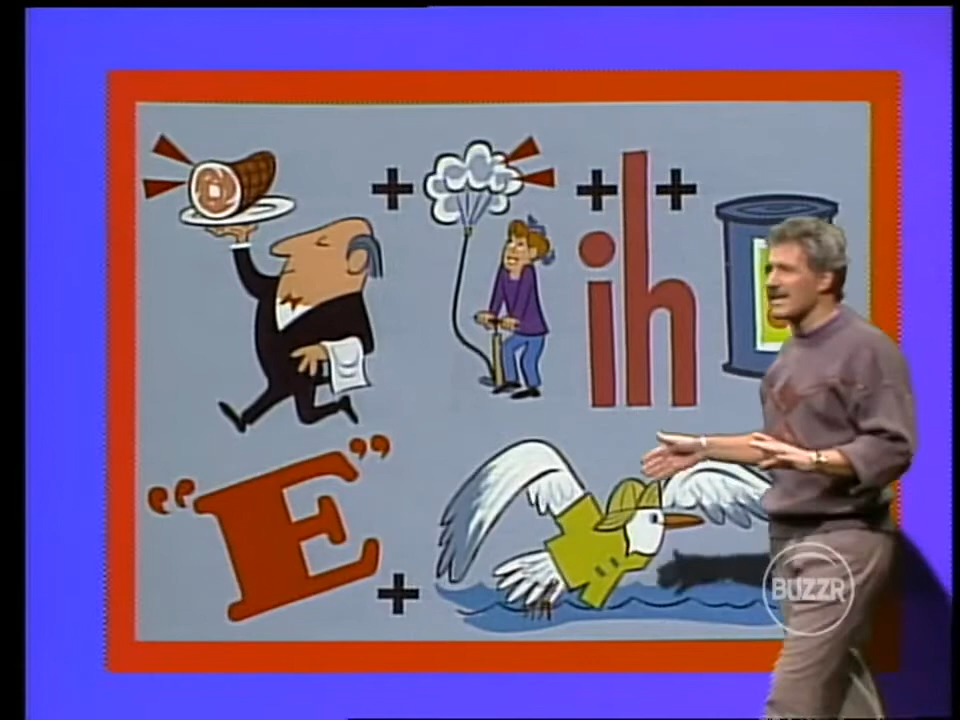 + + ih +
"E" +
BUZZR